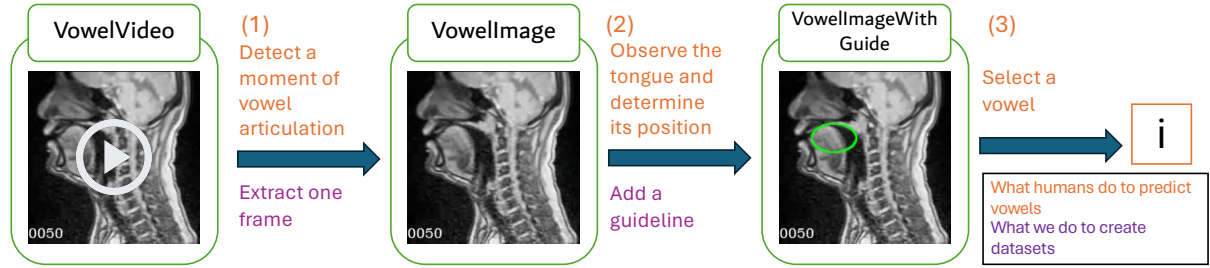 VowelVideo
(1)
Detect a
moment of
vowel
articulation
Extract one
frame
0050
VowelImage
(2)
Observe the
tongue and
determine
its position
Add a
guideline
0050
VowelImageWith
Guide
(3)
Select a
vowel
0050
i
What humans do to predict
vowels
What we do to create
datasets